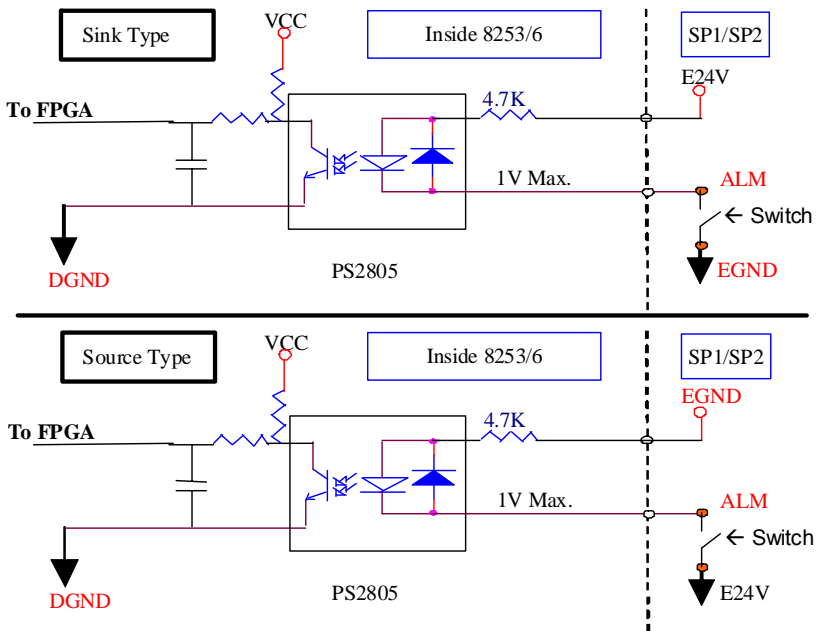 Sink Type
VCC
Inside 8253/6
SP1/SP2
E24V
4.7K
To FPGA
1V Max.
ALM
← Switch
DGND
PS2805
EGND
Source Type
VCC
Inside 8253/6
SP1/SP2
EGND
4.7K
To FPGA
1V Max.
ALM
← Switch
DGND
PS2805
E24V